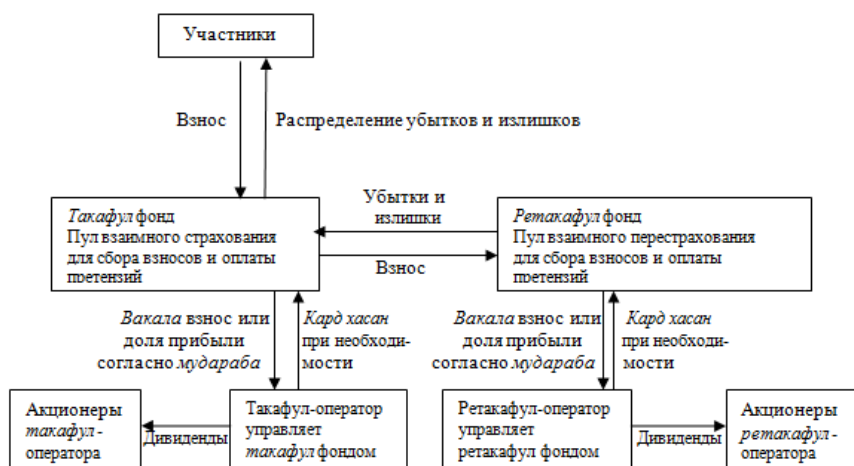 Участники
Взнос
Распределение убытков и излишков
Такафул фонд
Пул взаимного страхования
для сбора взносов и оплаты
претензий
Убытки и
излишки
Взнос
Ретакафул фонд
Пул взаимного перестрахования
для сбора взносов и оплаты
претензий
Вакала взнос или
доля прибыли
согласно мудараба
Кард хасан
при необходи-
мости
Вакала взнос или
доля прибыли
согласно мудараба
Кард хасан
при необходи-
мости
Акционеры
такафул-
оператора
Дивиденды
Такафул-оператор
управляет
такафул фондом
Ретакафул-оператор
управляет
ретакафул фондом
Дивиденды
Акционеры
ретакафул-
оператора